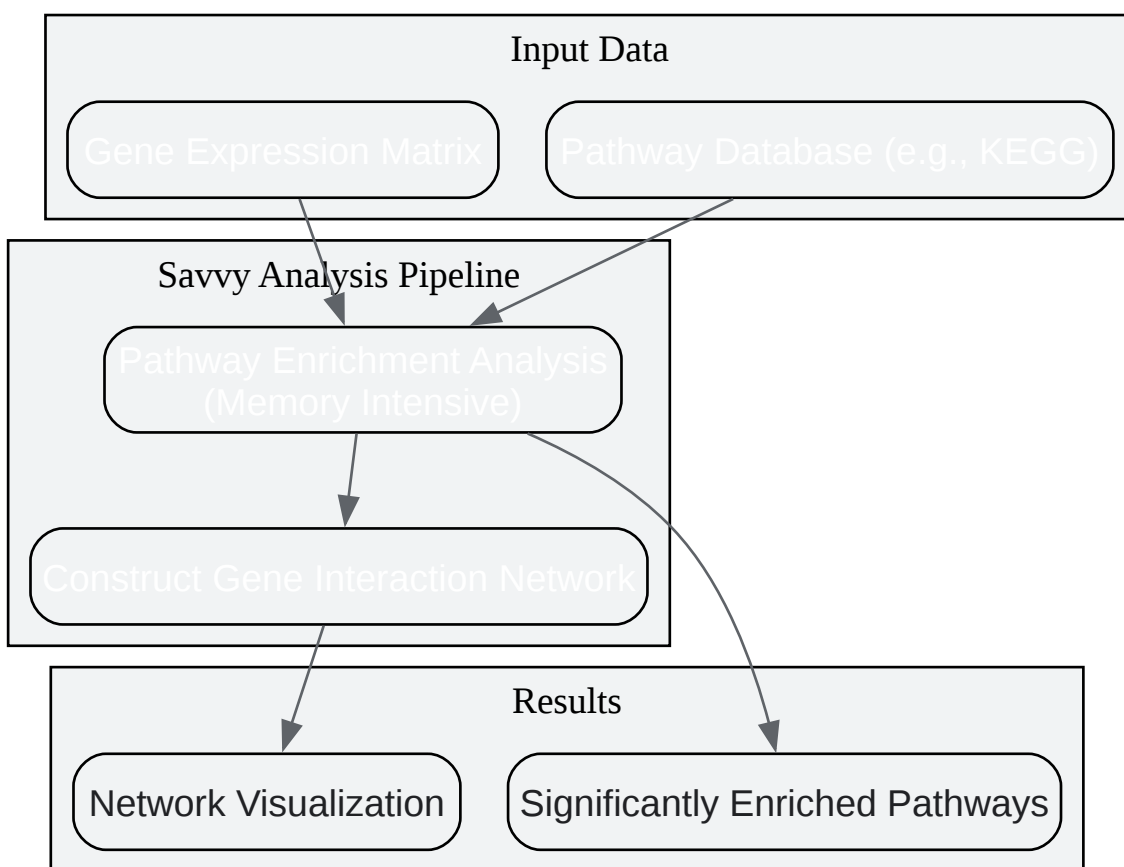 Input Data
Gene Expression Matrix
Pathway Database (e.g., KEGG)
Savvy Analysis Pipeline
Pathway Enrichment Analysis
(Memory Intensive)
Construct Gene Interaction Network
Results
Network Visualization
Significantly Enriched Pathways